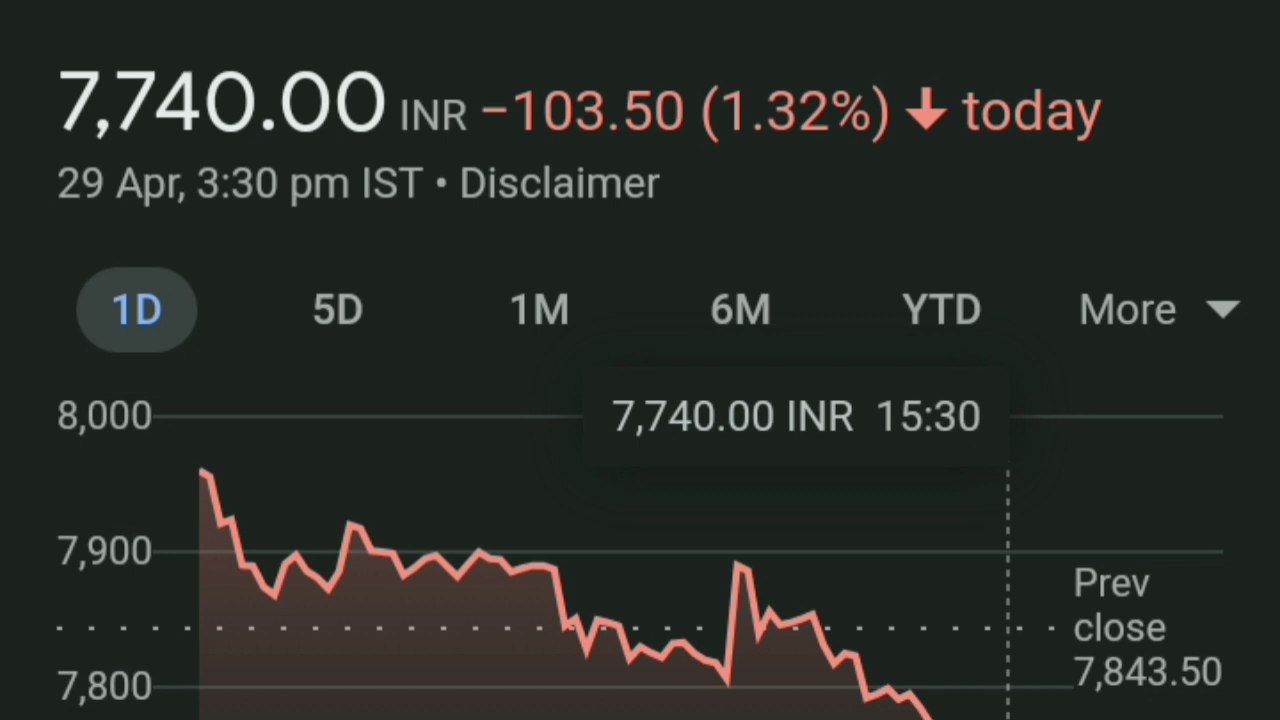 7,740.00 INR −103.50 (1.32%) ↓ today
29 Apr, 3:30 pm IST • Disclaimer
1D 5D 1M 6M YTD More
8,000
7,740.00 INR 15:30
7,900
Prev
close
7,843.50
7,800